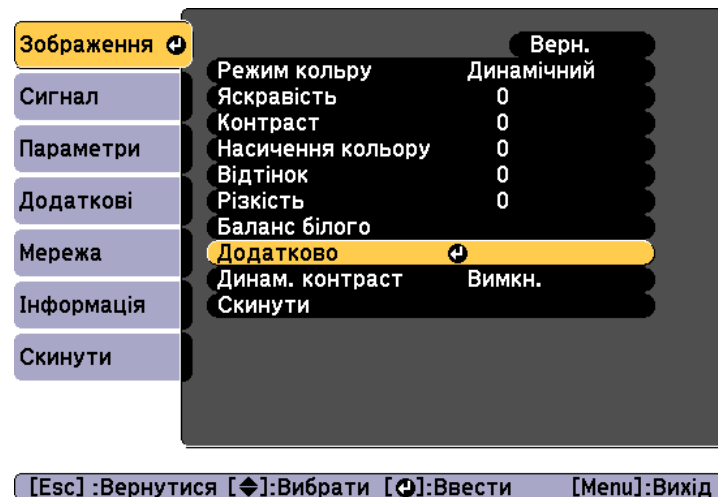 Зображення
Сигнал
Параметри
Додаткові
Мережа
Інформація
Скинути
Верн.
Режим кольру Динамічний
Яскравість 0
Контраст 0
Насичення кольору 0
Відтінок 0
Різкість 0
Баланс білого
Додатково
Динам. контраст Вимкн.
Скинути
[Esc] :Вернутися [◆]:Вибрати [↵]:Ввести [Menu]:Вихід